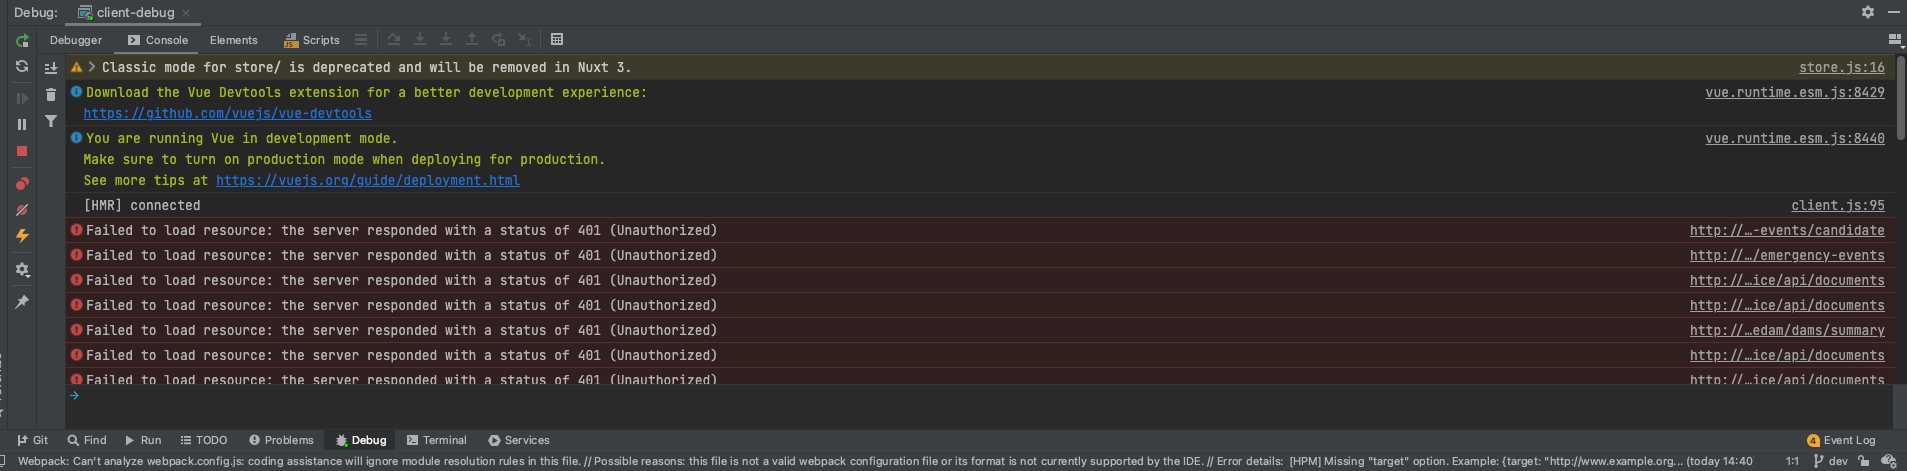 Debug: client-debug
Debugger Console Elements Scripts
Classic mode for store/ is deprecated and will be removed in Nuxt 3. store.js:16
Download the Vue Devtools extension for a better development experience: vue.runtime.esm.js:8429
https://github.com/vuejs/vue-devtools
You are running Vue in development mode. vue.runtime.esm.js:8440
Make sure to turn on production mode when deploying for production.
See more tips at https://vuejs.org/guide/deployment.html
[HMR] connected client.js:95
Failed to load resource: the server responded with a status of 401 (Unauthorized) http://…-events/candidate
Failed to load resource: the server responded with a status of 401 (Unauthorized) http://…/emergency-events
Failed to load resource: the server responded with a status of 401 (Unauthorized) http://…ice/api/documents
Failed to load resource: the server responded with a status of 401 (Unauthorized) http://…ice/api/documents
Failed to load resource: the server responded with a status of 401 (Unauthorized) http://…edam/dams/summary
Failed to load resource: the server responded with a status of 401 (Unauthorized) http://…ice/api/documents
Failed to load resource: the server responded with a status of 401 (Unauthorized) http://…ice/api/documents
Git Find Run TODO Problems Debug Terminal Services 4 Event Log
Webpack: Can't analyze webpack.config.js: coding assistance will ignore module resolution rules in this file. // Possible reasons: this file is not a valid webpack configuration file or its format is not currently supported by the IDE. // Error details: [HPM] Missing "target" option. Example: {target: "http://www.example.org... (today 14:40) 1:1 dev